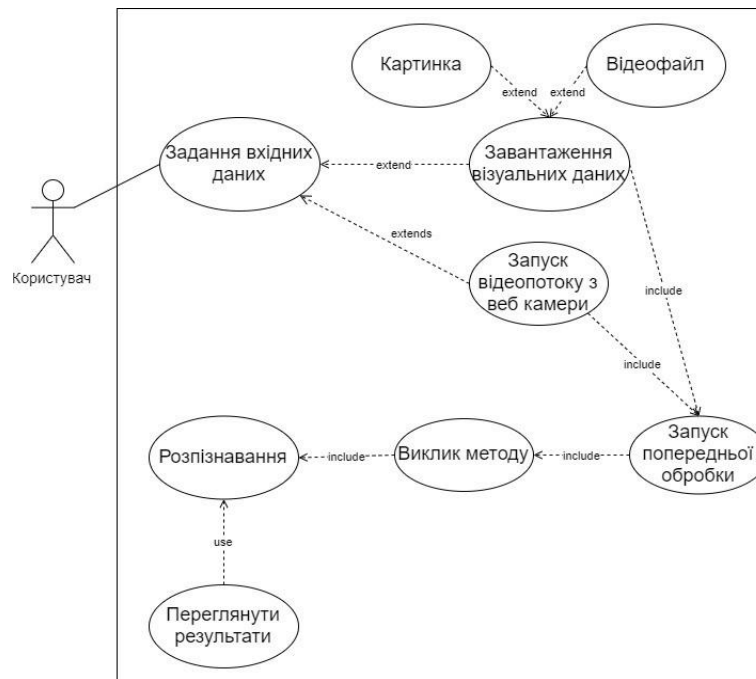 Картинка
Відеофайл
extend
extend
Задання вхідних
даних
extend
Завантаження
візуальних даних
extends
Запуск
відеопотоку з
веб камери
include
Користувач
include
Розпізнавання
include
Виклик методу
include
Запуск
попередньої
обробки
use
Переглянути
результати